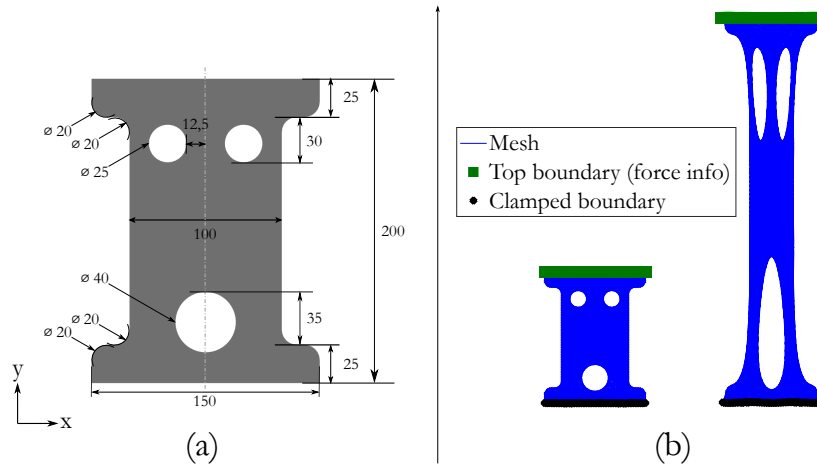 25
12,5
ø 20
ø 20
30
ø 25
Mesh
Top boundary (force info)
Clamped boundary
100
200
ø 40
35
ø 20
ø 20
25
y
x
150
(a)
(b)